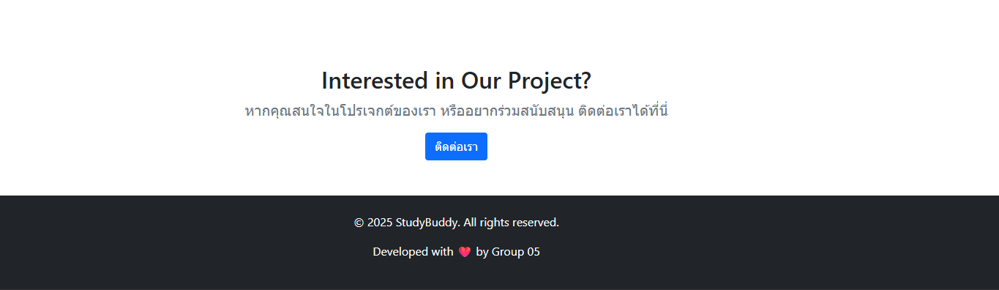 Interested in Our Project?
หากคุณสนใจในโปรเจกต์ของเรา หรืออยากร่วมสนับสนุน ติดต่อเราได้ที่นี่
ติดต่อเรา
© 2025 StudyBuddy. All rights reserved.
Developed with ❤️ by Group 05